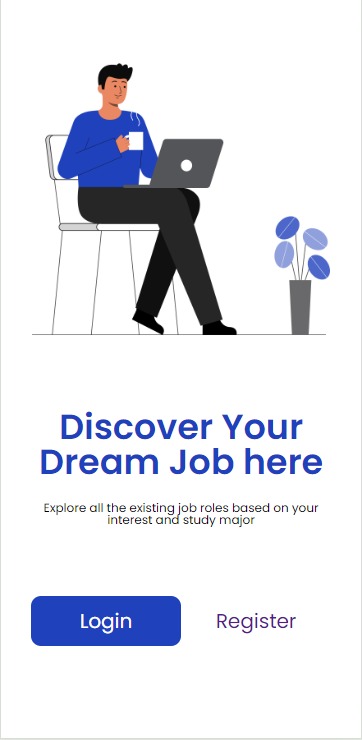 Discover Your
Dream Job here
Explore all the existing job roles based on your
interest and study major
Login
Register